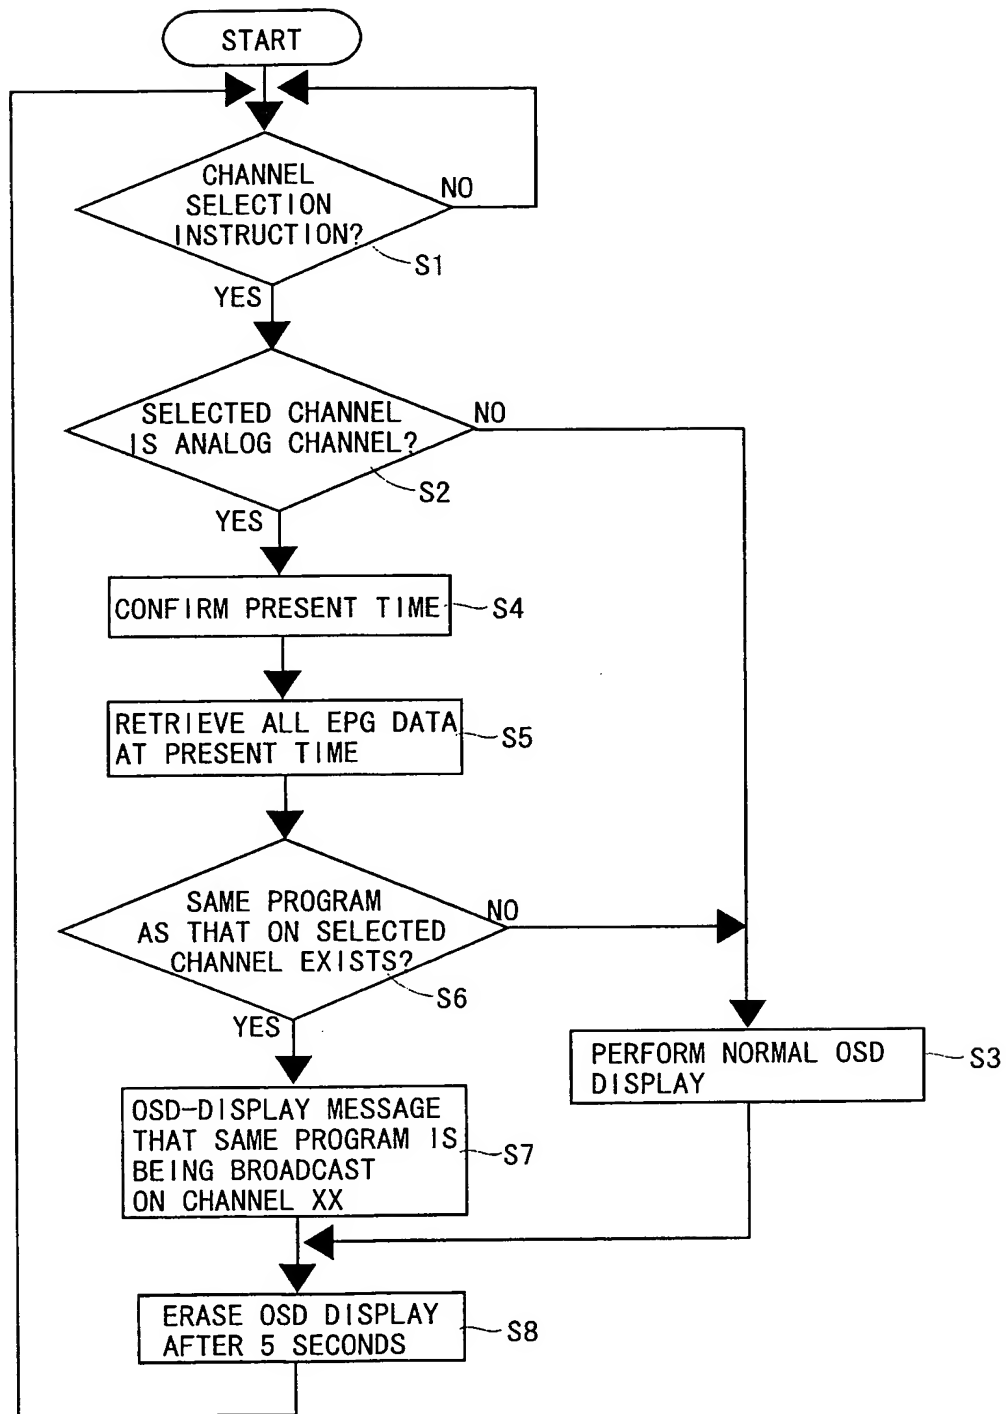 START
CHANNEL
SELECTION
INSTRUCTION?
NO
S1
YES
SELECTED CHANNEL
IS ANALOG CHANNEL?
NO
S2
YES
CONFIRM PRESENT TIME
S4
RETRIEVE ALL EPG DATA
AT PRESENT TIME
S5
SAME PROGRAM
AS THAT ON SELECTED
CHANNEL EXISTS?
NO
S6
YES
PERFORM NORMAL OSD
DISPLAY
S3
OSD-DISPLAY MESSAGE
THAT SAME PROGRAM IS
BEING BROADCAST
ON CHANNEL XX
S7
ERASE OSD DISPLAY
AFTER 5 SECONDS
S8